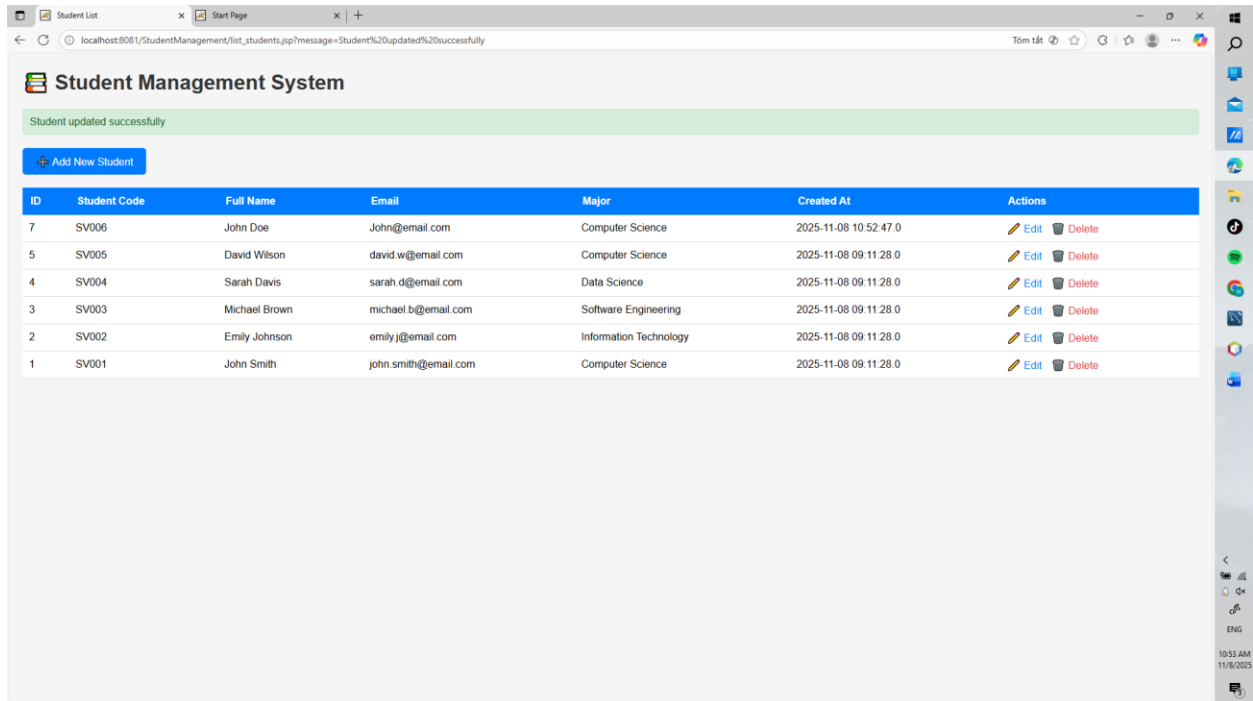 Student List
Start Page
localhost:8081/StudentManagement/list_students.jsp?message=Student%20updated%20successfully
Tóm tắt
Student Management System
Student updated successfully
Add New Student
ID Student Code Full Name Email Major Created At Actions
7 SV006 John Doe John@email.com Computer Science 2025-11-08 10:52:47.0 Edit Delete
5 SV005 David Wilson david.w@email.com Computer Science 2025-11-08 09:11:28.0 Edit Delete
4 SV004 Sarah Davis sarah.d@email.com Data Science 2025-11-08 09:11:28.0 Edit Delete
3 SV003 Michael Brown michael.b@email.com Software Engineering 2025-11-08 09:11:28.0 Edit Delete
2 SV002 Emily Johnson emily.j@email.com Information Technology 2025-11-08 09:11:28.0 Edit Delete
1 SV001 John Smith john.smith@email.com Computer Science 2025-11-08 09:11:28.0 Edit Delete
ENG
10:53 AM
11/8/2025
3